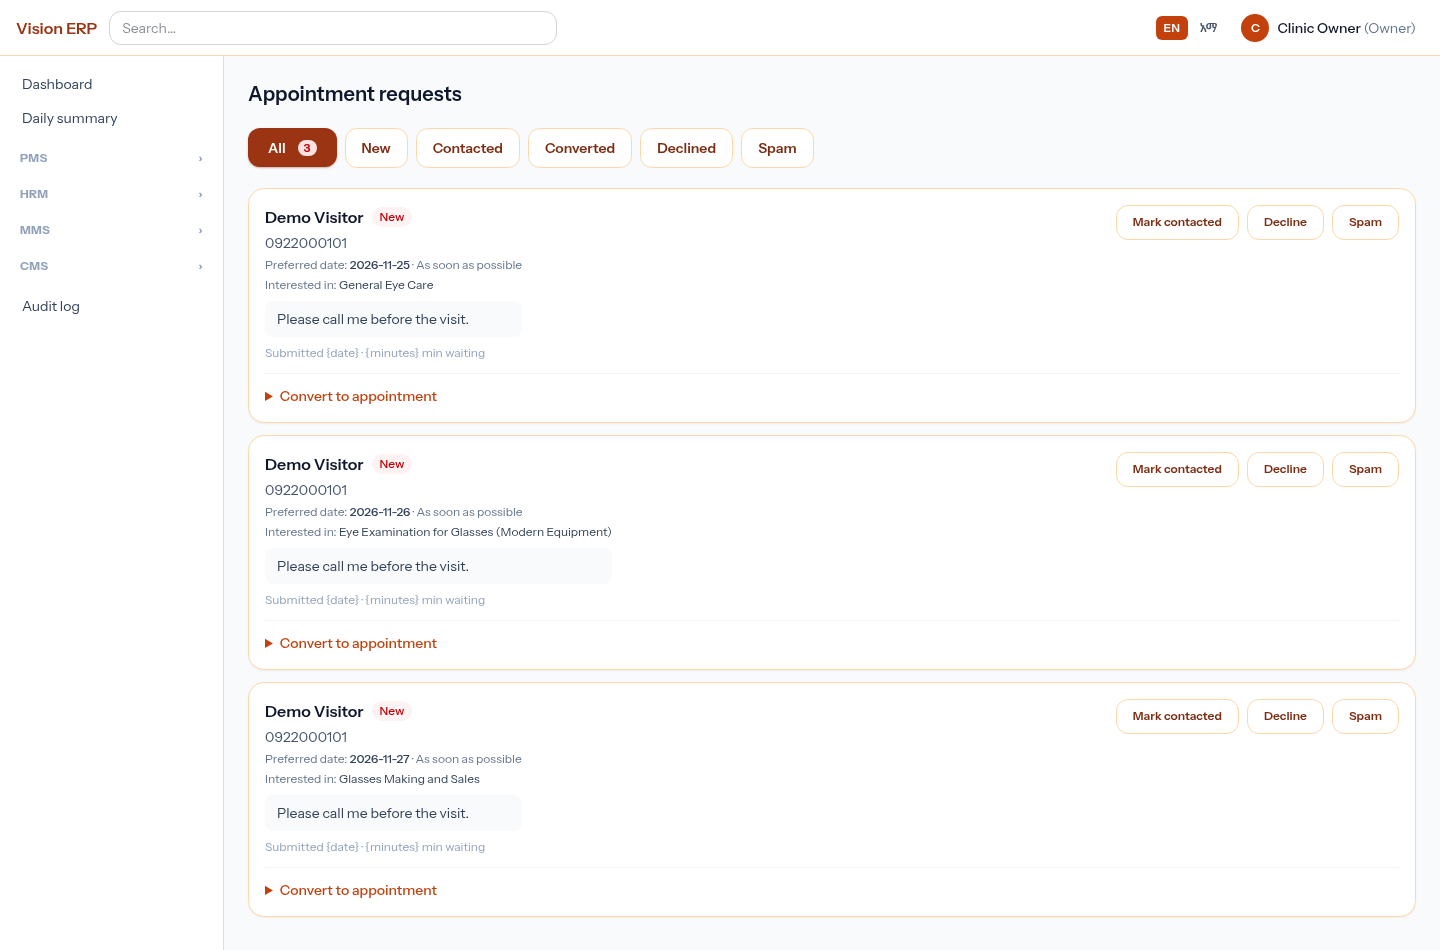 Vision ERP
Search...
EN
አማ
C
Clinic Owner (Owner)
Dashboard
Daily summary
PMS
HRM
MMS
CMS
Audit log
Appointment requests
All 3
New
Contacted
Converted
Declined
Spam
Demo Visitor New
Mark contacted
Decline
Spam
0922000101
Preferred date: 2026-11-25 · As soon as possible
Interested in: General Eye Care
Please call me before the visit.
Submitted {date} · {minutes} min waiting
Convert to appointment
Demo Visitor New
Mark contacted
Decline
Spam
0922000101
Preferred date: 2026-11-26 · As soon as possible
Interested in: Eye Examination for Glasses (Modern Equipment)
Please call me before the visit.
Submitted {date} · {minutes} min waiting
Convert to appointment
Demo Visitor New
Mark contacted
Decline
Spam
0922000101
Preferred date: 2026-11-27 · As soon as possible
Interested in: Glasses Making and Sales
Please call me before the visit.
Submitted {date} · {minutes} min waiting
Convert to appointment